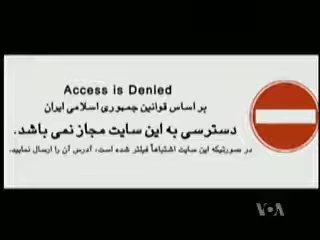 Access is Denied
بر اساس قوانین جمهوری اسلامی ایران
دسترسی به این سایت مجاز نمی باشد.
در صورتیکه این سایت اشتباهاً فیلتر شده است، آدرس آن را ارسال نمایید.
VOA